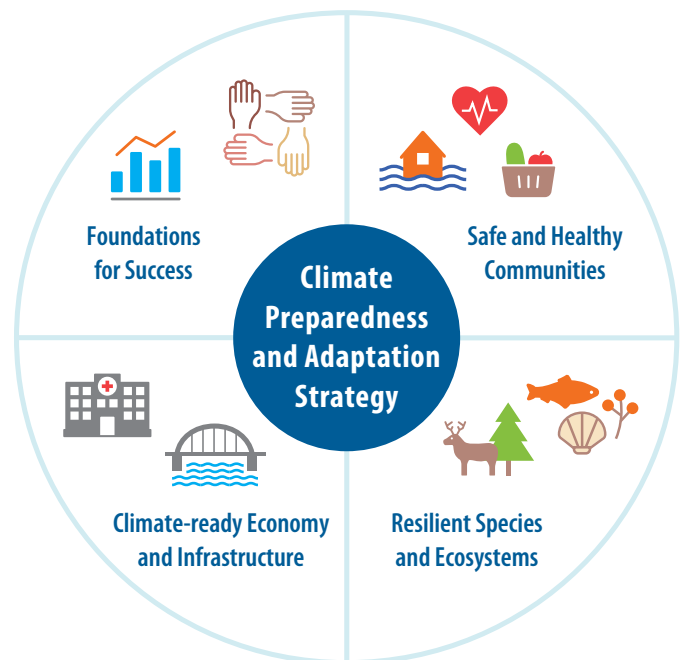 Foundations
for Success
Safe and Healthy
Communities
Climate
Preparedness
and Adaptation
Strategy
Climate-ready Economy
and Infrastructure
Resilient Species
and Ecosystems